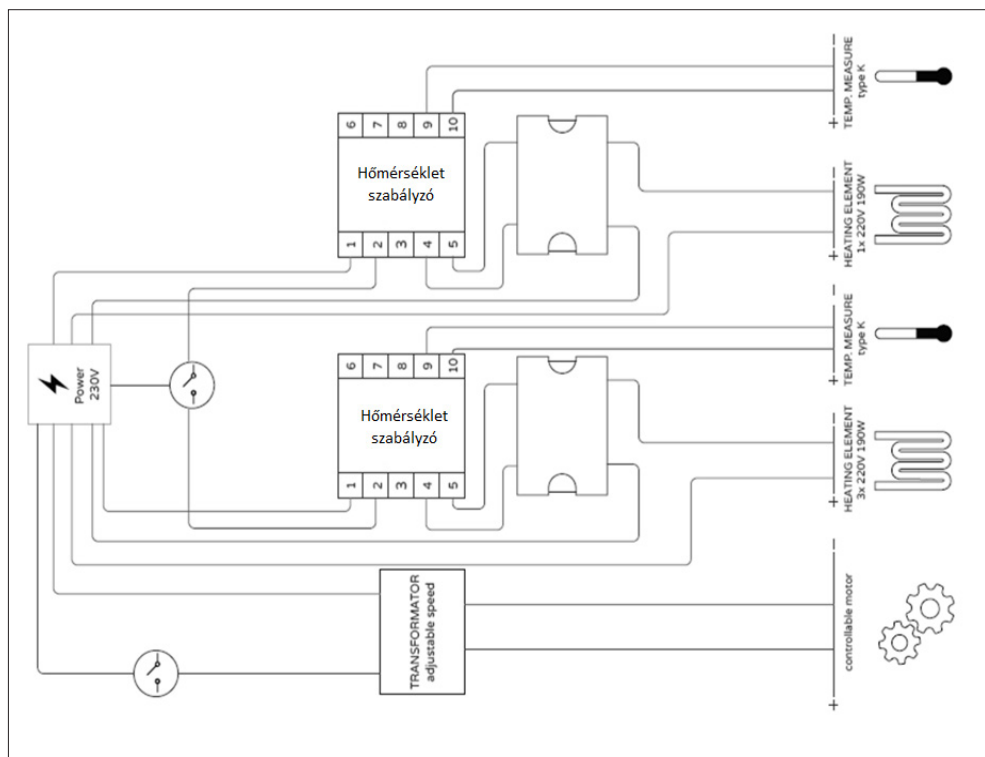 6
7
8
9
10
Hőmérséklet
szabályzó
1
2
3
4
5
TEMP. MEASURE
type K
HEATING ELEMENT
1x 220V 190W
Power
230V
6
7
8
9
10
Hőmérséklet
szabályzó
1
2
3
4
5
TEMP. MEASURE
type K
HEATING ELEMENT
3x 220V 190W
TRANSFORMATOR
adjustable speed
controllable motor